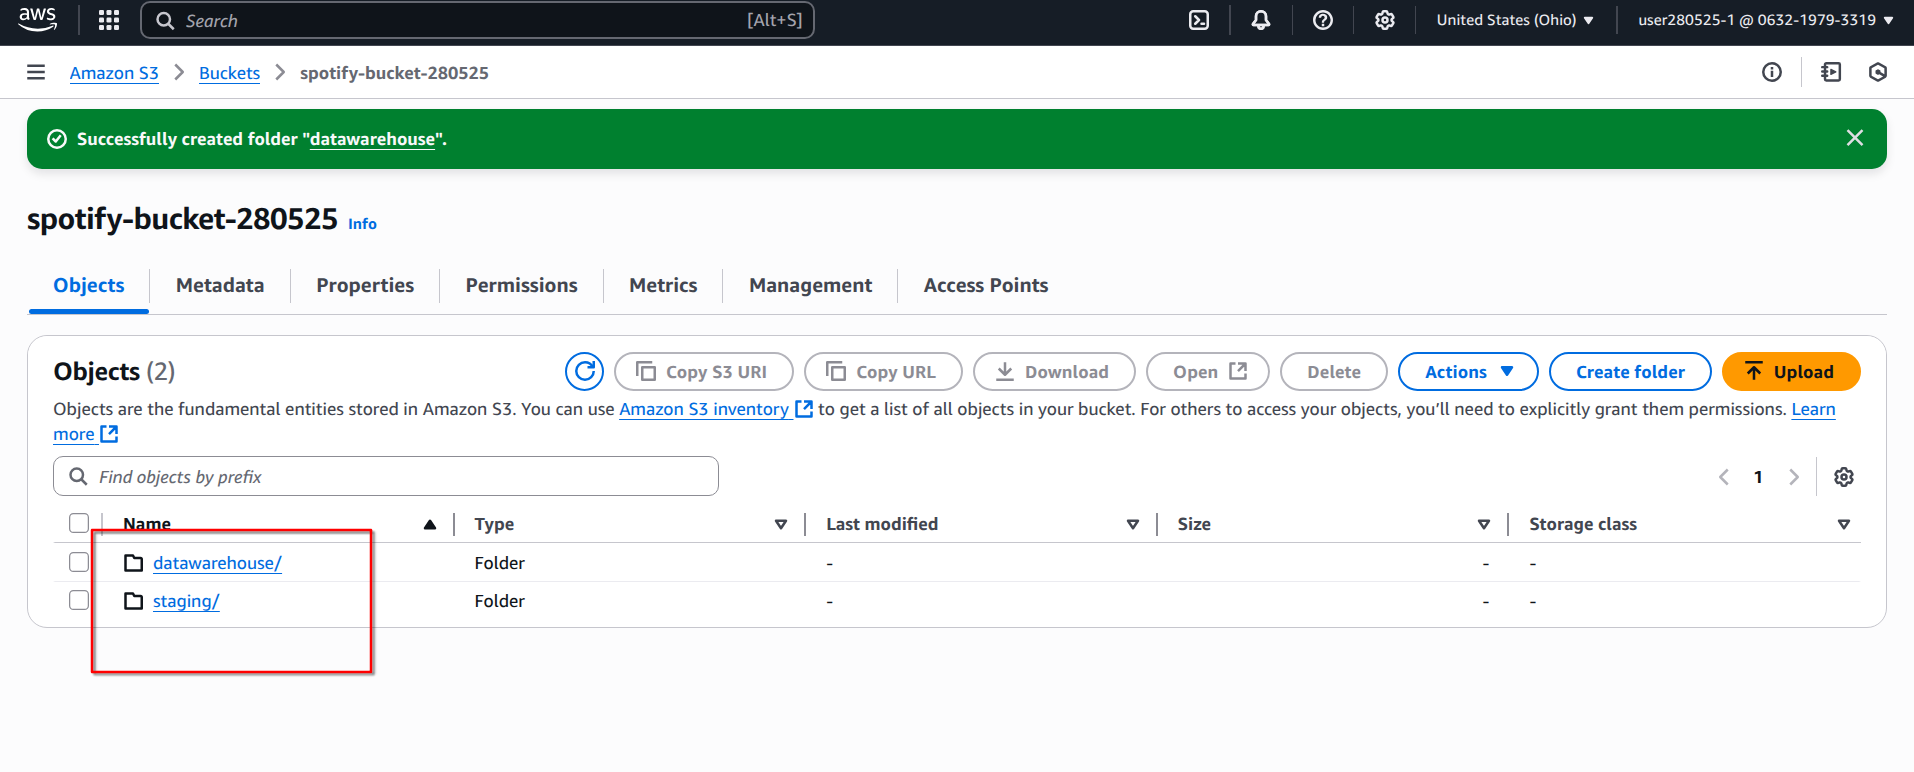 aws
Search [Alt+S] United States (Ohio) user280525-1 @ 0632-1979-3319
Amazon S3 Buckets spotify-bucket-280525
Successfully created folder "datawarehouse".
spotify-bucket-280525 Info
Objects Metadata Properties Permissions Metrics Management Access Points
Objects (2) Copy S3 URI Copy URL Download Open Delete Actions Create folder Upload
Objects are the fundamental entities stored in Amazon S3. You can use Amazon S3 inventory to get a list of all objects in your bucket. For others to access your objects, you’ll need to explicitly grant them permissions. Learn
more
Find objects by prefix 1
Name Type Last modified Size Storage class
datawarehouse/ Folder - - -
staging/ Folder - - -